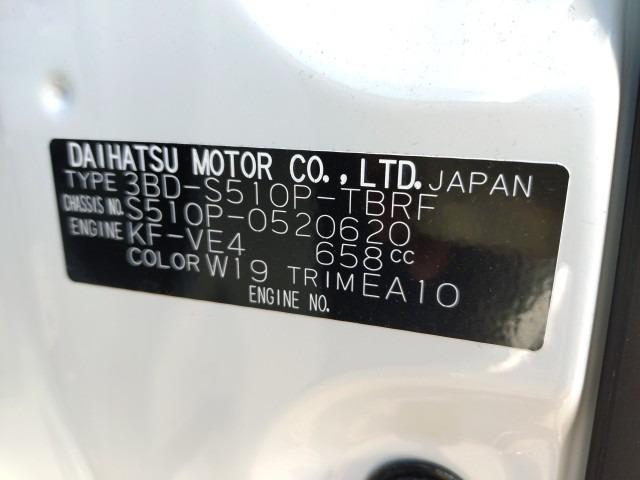 DAIHATSU MOTOR CO.,LTD. JAPAN
TYPE 3BD-S510P-TBRF
CHASSIS NO. S510P-0520620
ENGINE KF-VE4 658cc
COLOR W19 TRIM EA10
ENGINE NO.